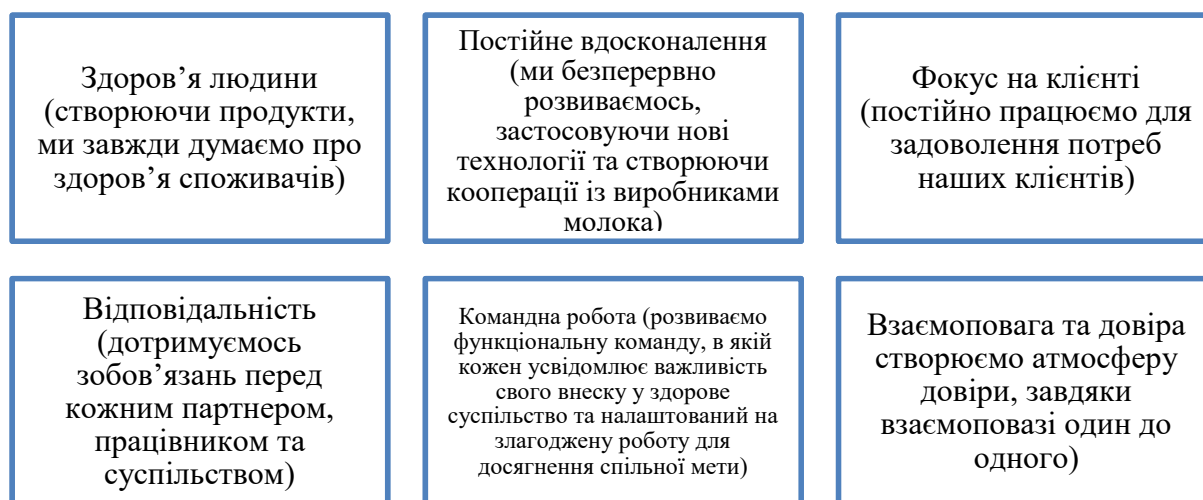 Здоров’я людини
(створюючи продукти,
ми завжди думаємо про
здоров’я споживачів)
Постійне вдосконалення
(ми безперервно
розвиваємось,
застосовуючи нові
технології та створюючи
кооперації із виробниками
молока)
Фокус на клієнті
(постійно працюємо для
задоволення потреб
наших клієнтів)
Відповідальність
(дотримуємось
зобов’язань перед
кожним партнером,
працівником та
суспільством)
Командна робота (розвиваємо
функціональну команду, в якій
кожен усвідомлює важливість
свого внеску у здорове
суспільство та налаштований на
злагоджену роботу для
досягнення спільної мети)
Взаємоповага та довіра
створюємо атмосферу
довіри, завдяки
взаємоповазі один до
одного)